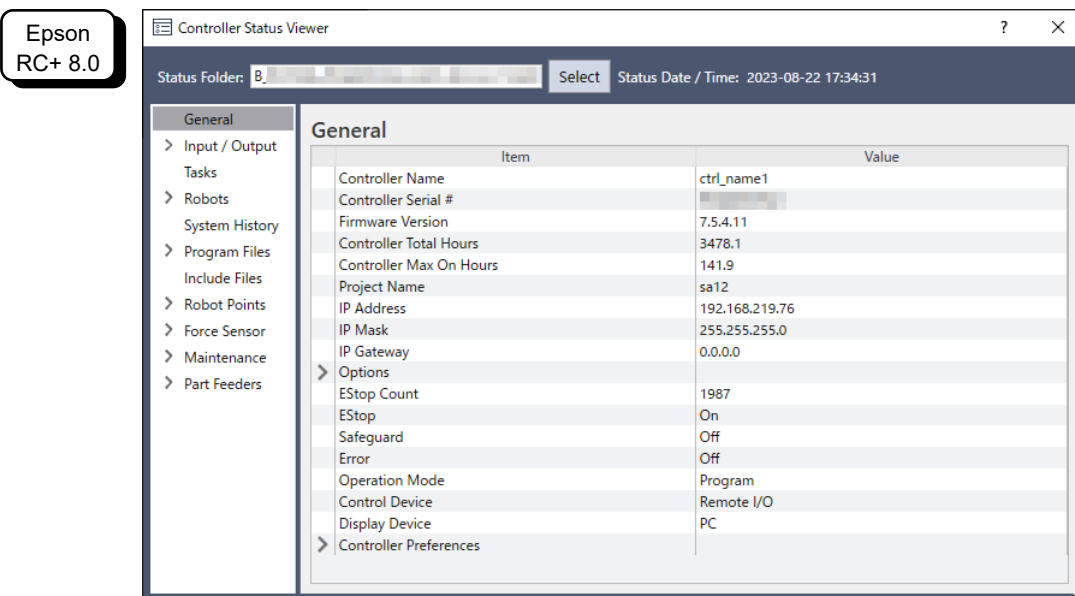 Epson
RC+ 8.0
Controller Status Viewer ?
Status Folder: B_ Select Status Date / Time: 2023-08-22 17:34:31
General
Input / Output
Tasks
Robots
System History
Program Files
Include Files
Robot Points
Force Sensor
Maintenance
Part Feeders
General
Item Value
Controller Name ctrl_name1
Controller Serial #
Firmware Version 7.5.4.11
Controller Total Hours 3478.1
Controller Max On Hours 141.9
Project Name sa12
IP Address 192.168.219.76
IP Mask 255.255.255.0
IP Gateway 0.0.0.0
Options
EStop Count 1987
EStop On
Safeguard Off
Error Off
Operation Mode Program
Control Device Remote I/O
Display Device PC
Controller Preferences